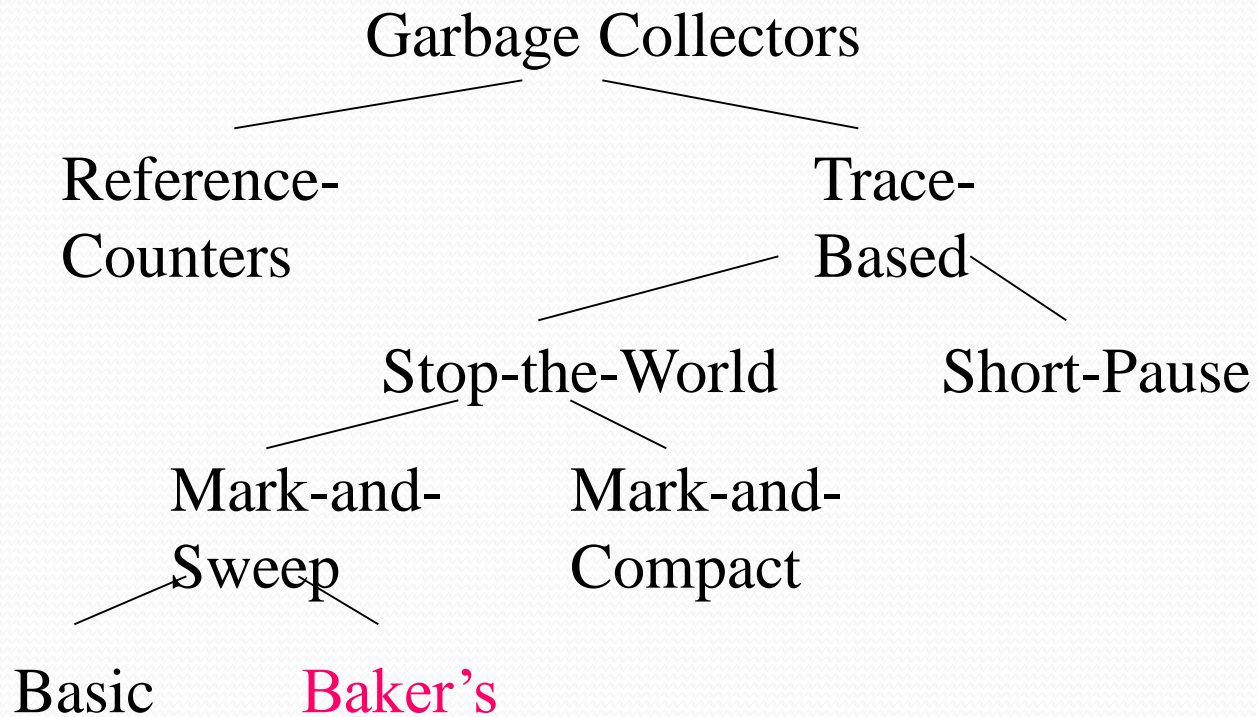 Garbage Collectors
Reference-
Counters
Trace-
Based
Stop-the-World
Short-Pause
Mark-and-
Sweep
Mark-and-
Compact
Basic
Baker’s